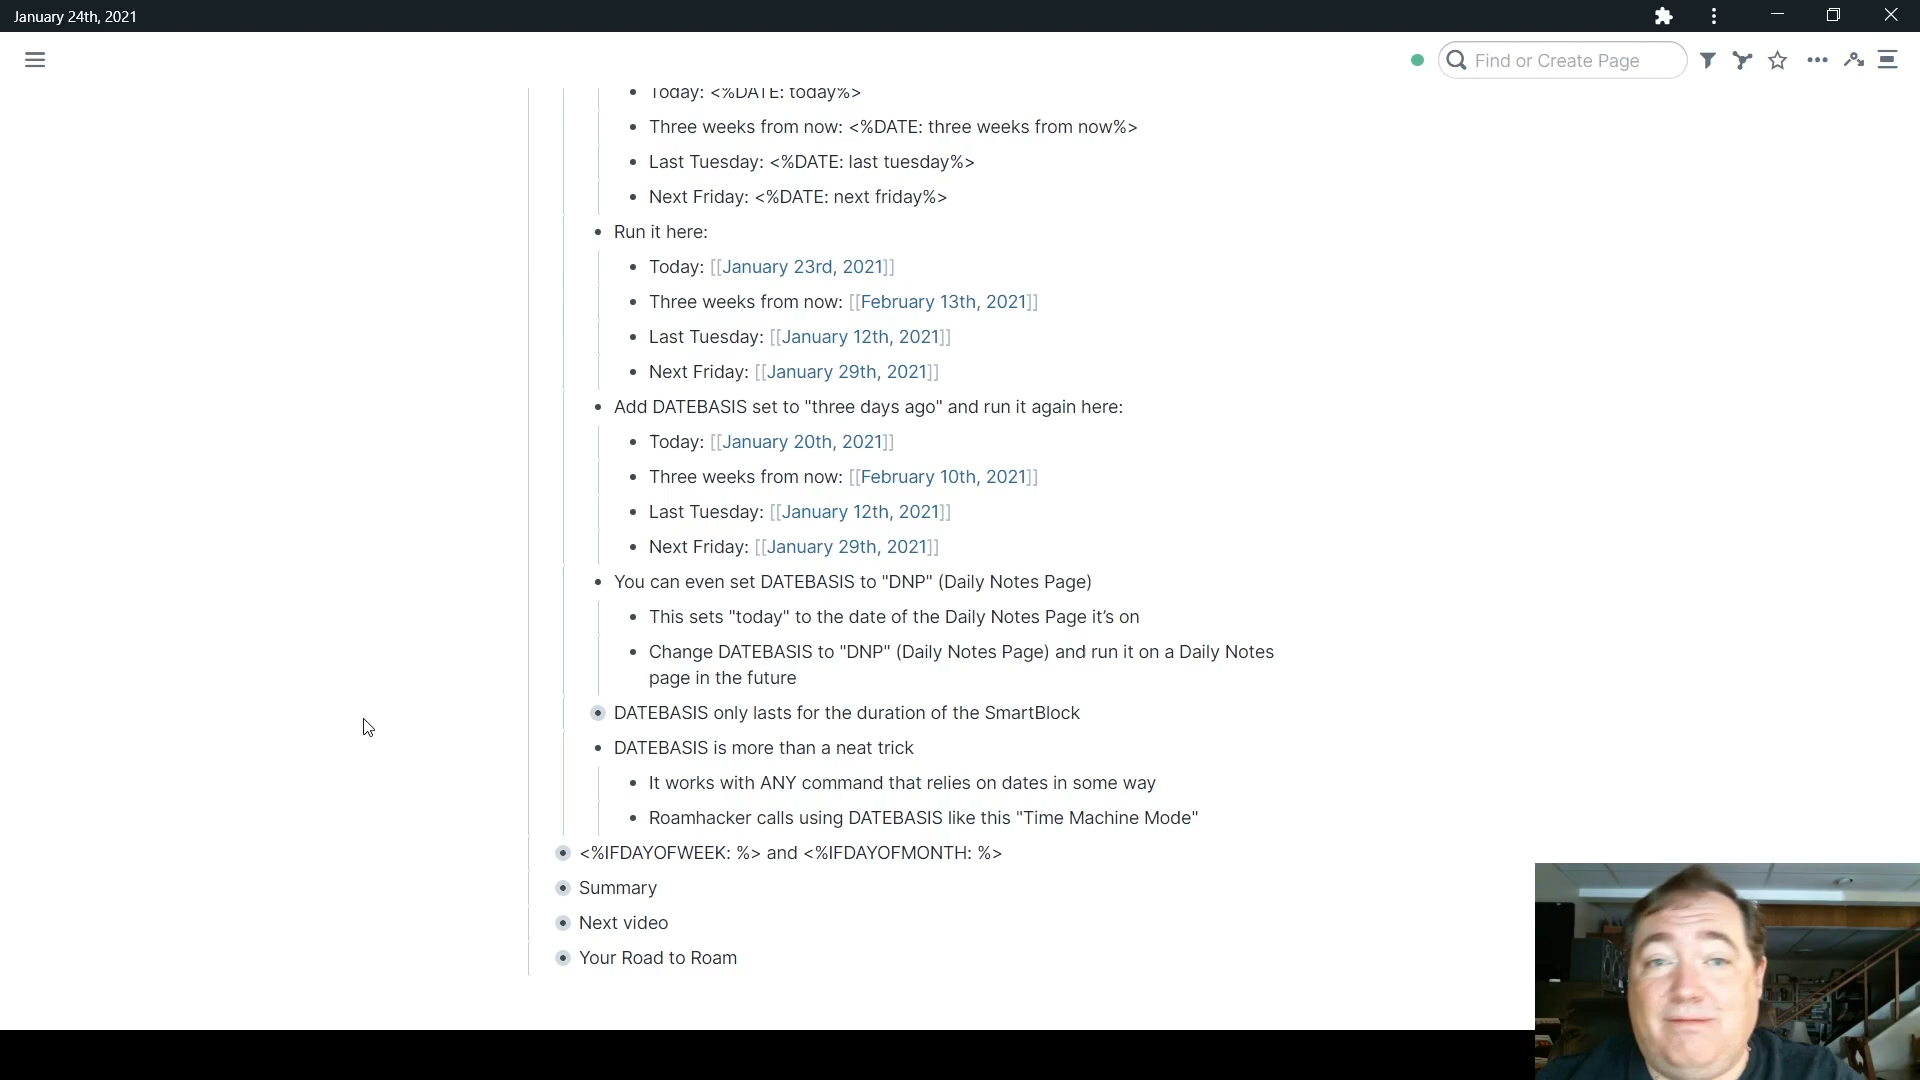 January 24th, 2021
Find or Create Page
Today: <%DATE: today%>
Three weeks from now: <%DATE: three weeks from now%>
Last Tuesday: <%DATE: last tuesday%>
Next Friday: <%DATE: next friday%>
Run it here:
Today: [[January 23rd, 2021]]
Three weeks from now: [[February 13th, 2021]]
Last Tuesday: [[January 12th, 2021]]
Next Friday: [[January 29th, 2021]]
Add DATEBASIS set to "three days ago" and run it again here:
Today: [[January 20th, 2021]]
Three weeks from now: [[February 10th, 2021]]
Last Tuesday: [[January 12th, 2021]]
Next Friday: [[January 29th, 2021]]
You can even set DATEBASIS to "DNP" (Daily Notes Page)
This sets "today" to the date of the Daily Notes Page it's on
Change DATEBASIS to "DNP" (Daily Notes Page) and run it on a Daily Notes
page in the future
DATEBASIS only lasts for the duration of the SmartBlock
DATEBASIS is more than a neat trick
It works with ANY command that relies on dates in some way
Roamhacker calls using DATEBASIS like this "Time Machine Mode"
<%IFDAYOFWEEK: %> and <%IFDAYOFMONTH: %>
Summary
Next video
Your Road to Roam